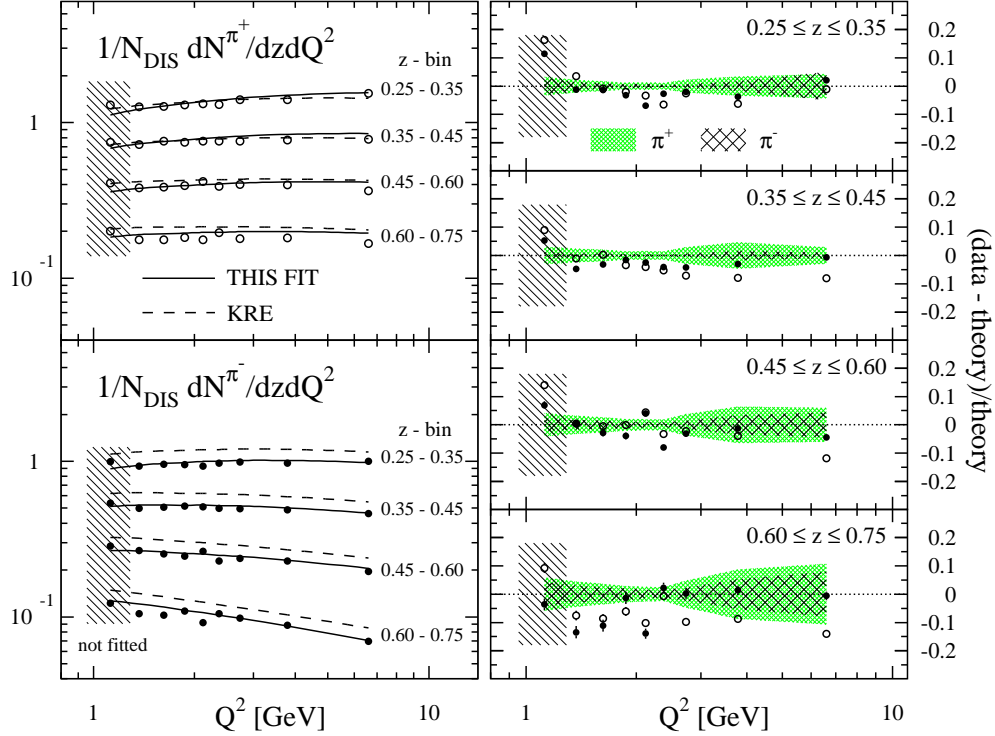 1/N_DIS dN^π+/dzdQ^2
z - bin
0.25 - 0.35
1
0.35 - 0.45
0.45 - 0.60
0.60 - 0.75
10^-1
THIS FIT
KRE
1/N_DIS dN^π-/dzdQ^2
z - bin
0.25 - 0.35
1
0.35 - 0.45
0.45 - 0.60
10^-1
0.60 - 0.75
not fitted
1 10
Q^2 [GeV]
0.25 ≤ z ≤ 0.35
0.2
0.1
0
-0.1
-0.2
π^+ π^-
0.35 ≤ z ≤ 0.45
0.2
0.1
0
-0.1
-0.2
0.45 ≤ z ≤ 0.60
0.2
0.1
0
-0.1
-0.2
0.60 ≤ z ≤ 0.75
0.2
0.1
0
-0.1
-0.2
(data - theory)/theory
1 10
Q^2 [GeV]